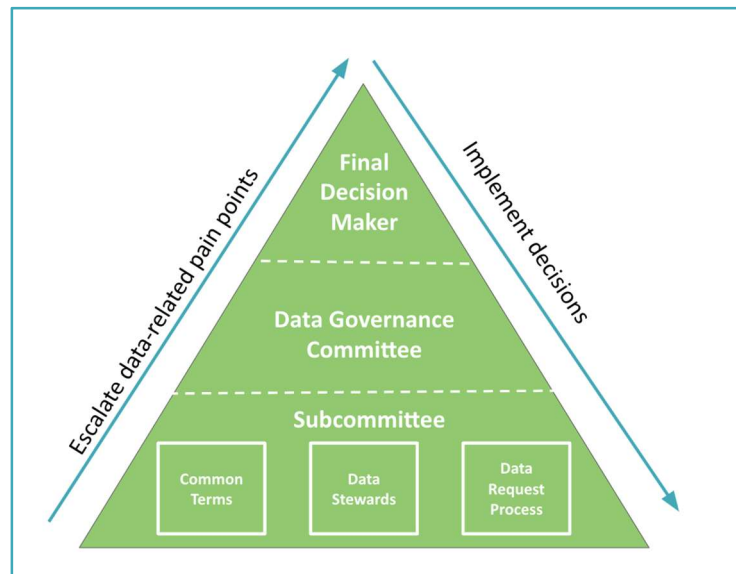 Escalate data-related pain points
Implement decisions
Final
Decision
Maker
Data Governance
Committee
Subcommittee
Common
Terms
Data
Stewards
Data
Request
Process